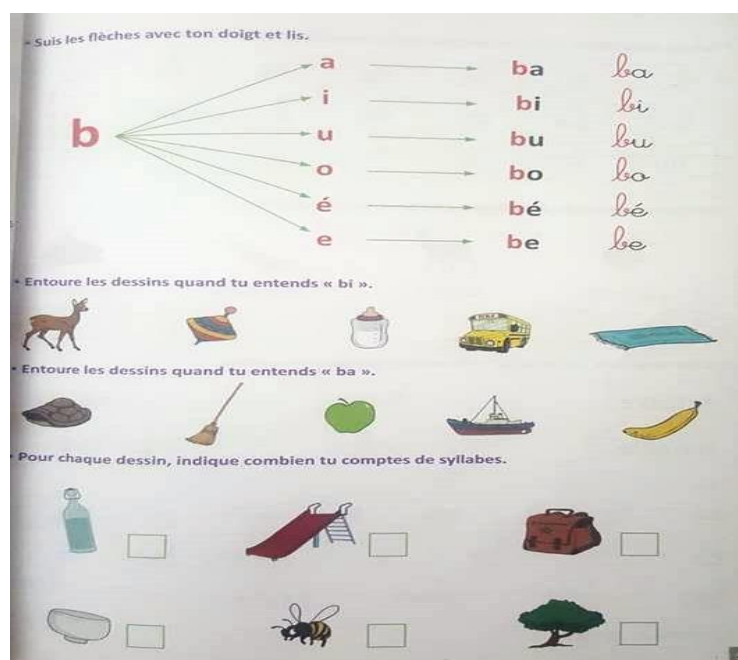 - Suis les flèches avec ton doigt et lis.
a ba ba
i bi bi
b u bu bu
o bo bo
é bé bé
e be be
• Entoure les dessins quand tu entends « bi ».
• Entoure les dessins quand tu entends « ba ».
• Pour chaque dessin, indique combien tu comptes de syllabes.